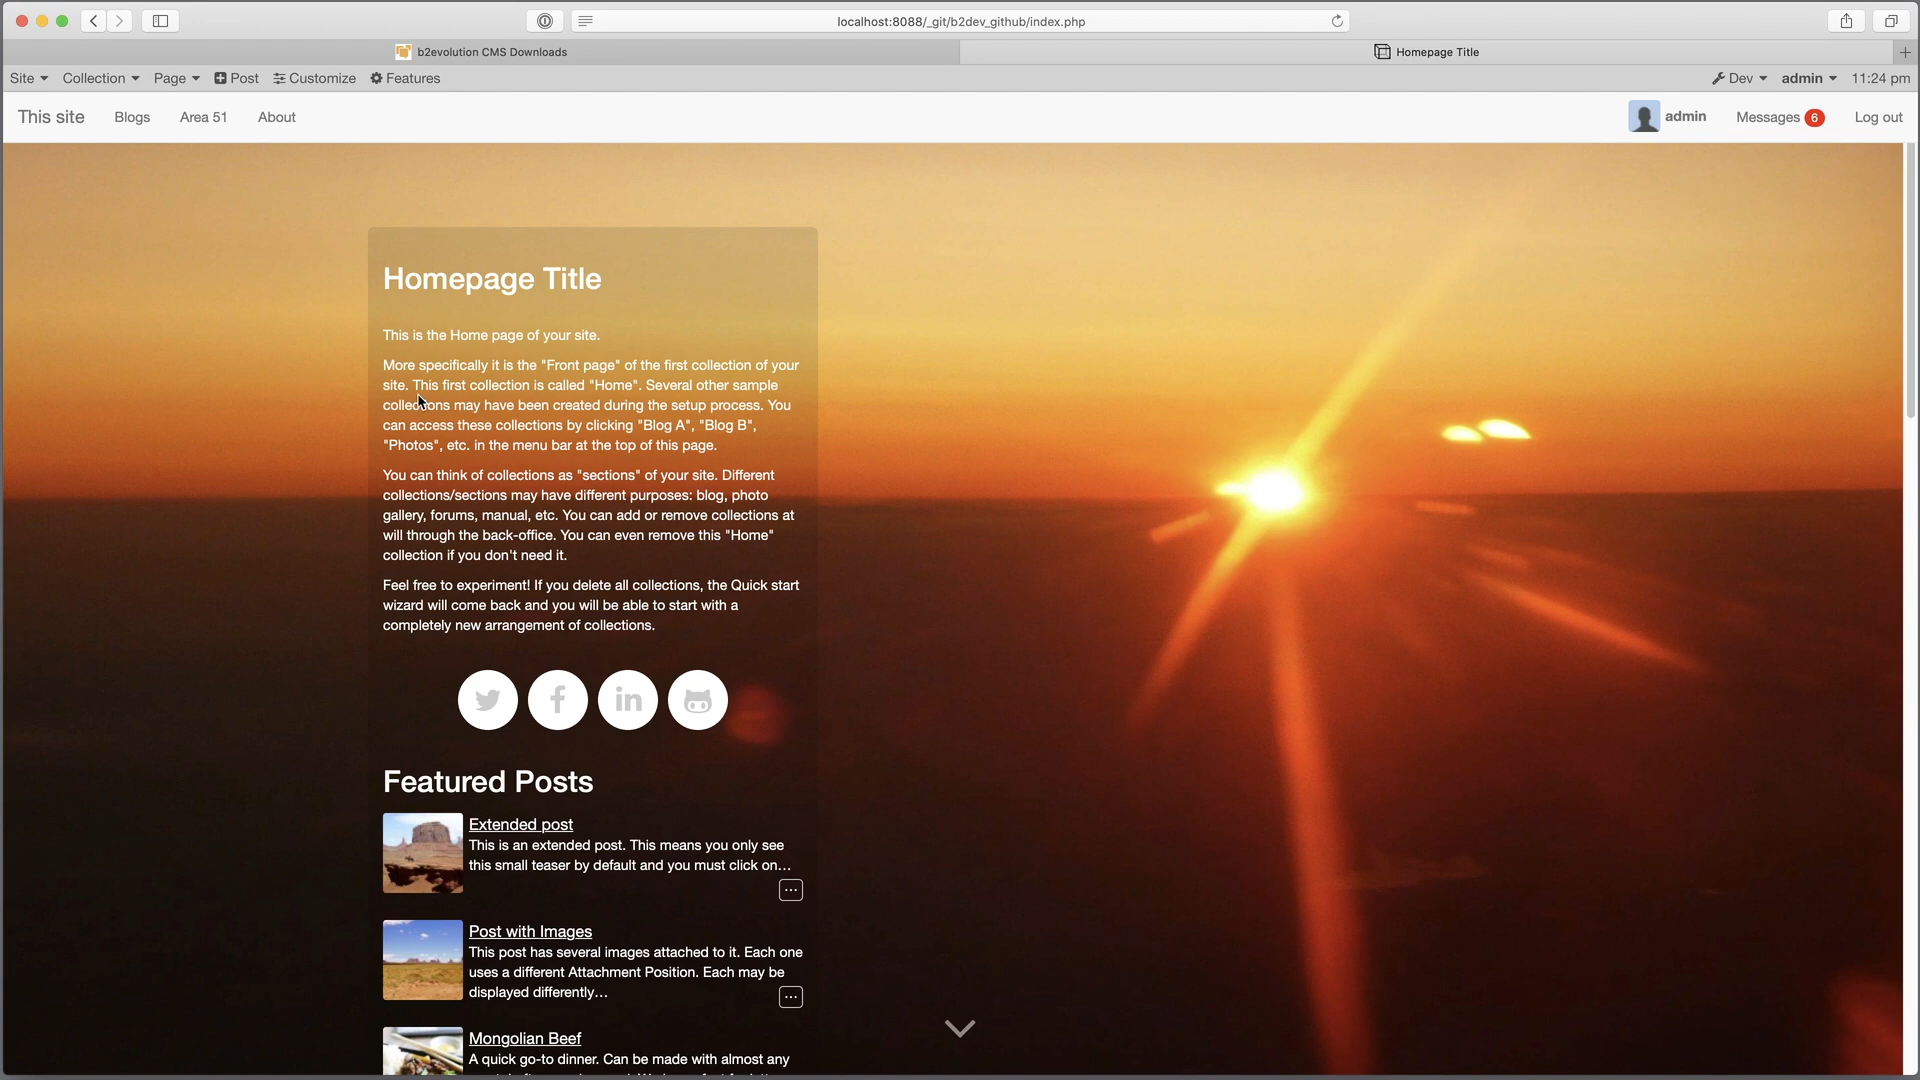 localhost:8088/_git/b2dev_github/index.php
b2evolution CMS Downloads
Homepage Title
Site Collection Page Post Customize Features
Dev admin 11:24 pm
This site Blogs Area 51 About
admin Messages 6 Log out
Homepage Title
This is the Home page of your site.
More specifically it is the "Front page" of the first collection of your
site. This first collection is called "Home". Several other sample
collections may have been created during the setup process. You
can access these collections by clicking "Blog A", "Blog B",
"Photos", etc. in the menu bar at the top of this page.
You can think of collections as "sections" of your site. Different
collections/sections may have different purposes: blog, photo
gallery, forums, manual, etc. You can add or remove collections at
will through the back-office. You can even remove this "Home"
collection if you don't need it.
Feel free to experiment! If you delete all collections, the Quick start
wizard will come back and you will be able to start with a
completely new arrangement of collections.
Featured Posts
Extended post
This is an extended post. This means you only see
this small teaser by default and you must click on...
Post with Images
This post has several images attached to it. Each one
uses a different Attachment Position. Each may be
displayed differently...
Mongolian Beef
A quick go-to dinner. Can be made with almost any